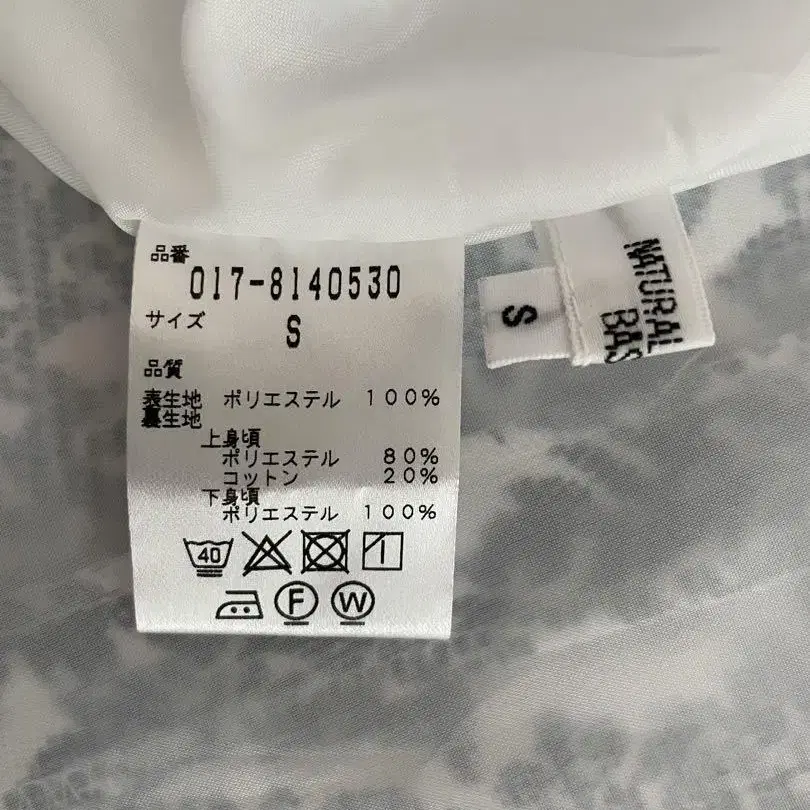 品番
017-8140530
サイズ
S
品質
表生地 ポリエステル 100%
裏生地
上身頃
ポリエステル 80%
コットン 20%
下身頃
ポリエステル 100%
40
F W
S
NATURAL
BAS